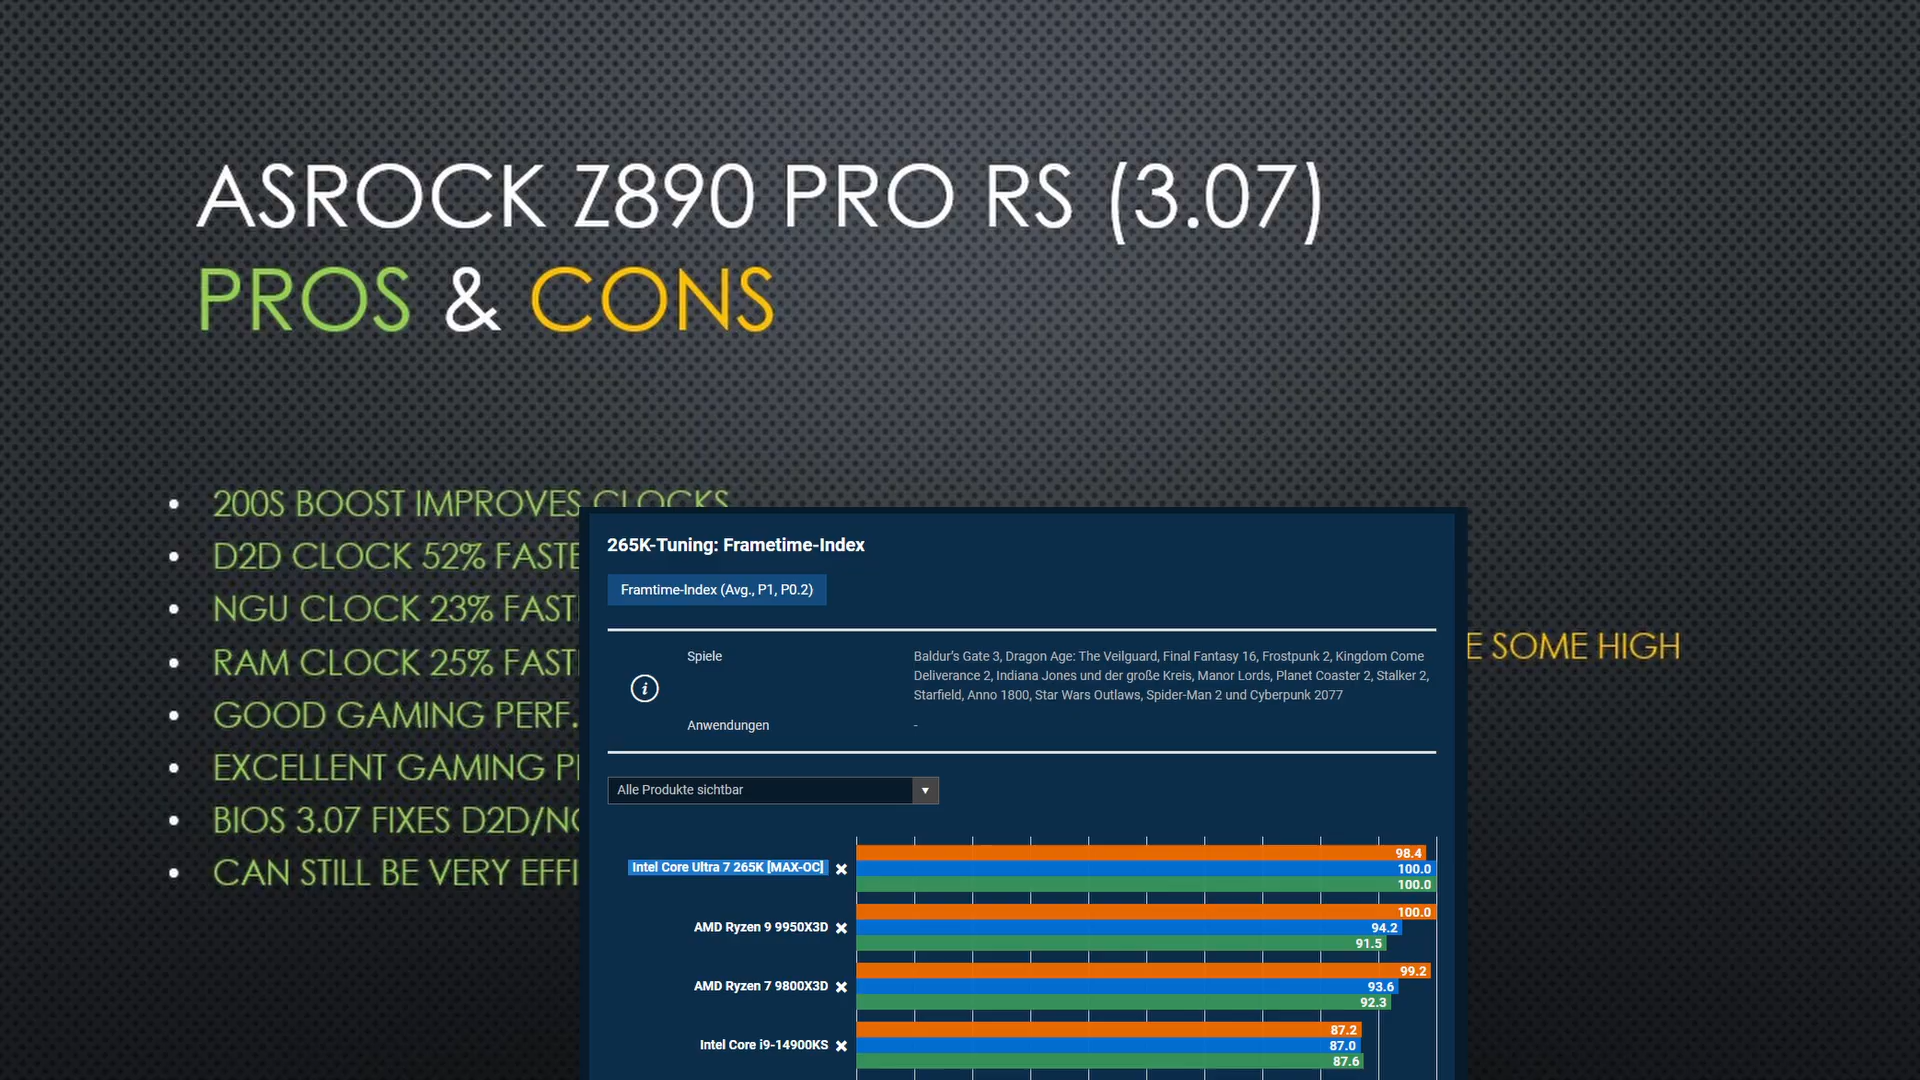 ASROCK Z890 PRO RS (3.07)
PROS & CONS
• 200S BOOST IMPROVES CLOCKS
• D2D CLOCK 52%
• NGU CLOCK 23%
• RAM CLOCK 25%
• GOOD GAMING PERF.
• EXCELLENT GAMING
• BIOS 3.07 FIXES
• CAN STILL BE VERY
SOME HIGH
265K-Tuning: Frametime-Index
Framtime-Index (Avg., P1, P0.2)
Spiele
Baldur's Gate 3, Dragon Age: The Veilguard, Final Fantasy 16, Frostpunk 2, Kingdom Come
Deliverance 2, Indiana Jones und der große Kreis, Manor Lords, Planet Coaster 2, Stalker 2,
Starfield, Anno 1800, Star Wars Outlaws, Spider-Man 2 und Cyberpunk 2077
Anwendungen
-
Alle Produkte sichtbar
Intel Core Ultra 7 265K [MAX-OC]
98.4
100.0
100.0
AMD Ryzen 9 9950X3D
100.0
94.2
91.5
AMD Ryzen 7 9800X3D
99.2
93.6
92.3
Intel Core i9-14900KS
87.2
87.0
87.6